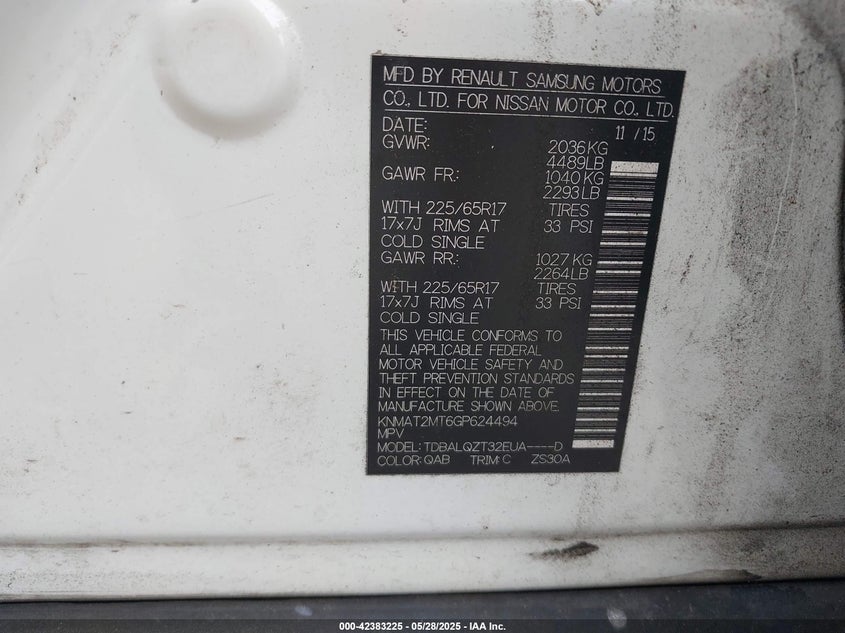 MFD BY RENAULT SAMSUNG MOTORS
CO., LTD. FOR NISSAN MOTOR CO., LTD.
DATE: 11 / 15
GVWR: 2036KG
4489LB
GAWR FR.: 1040KG
2293LB
WITH 225/65R17 TIRES
17x7J RIMS AT 33 PSI
COLD SINGLE
GAWR RR.: 1027KG
2264LB
WITH 225/65R17 TIRES
17x7J RIMS AT 33 PSI
COLD SINGLE
THIS VEHICLE CONFORMS TO
ALL APPLICABLE FEDERAL
MOTOR VEHICLE SAFETY AND
THEFT PREVENTION STANDARDS
IN EFFECT ON THE DATE OF
MANUFACTURE SHOWN ABOVE.
KNMAT2MT6GP624494
MPV
MODEL: TDBALQZT32EUA----D
COLOR: QAB TRIM: C ZS30A
000-42383225 - 05/28/2025 - IAA Inc.